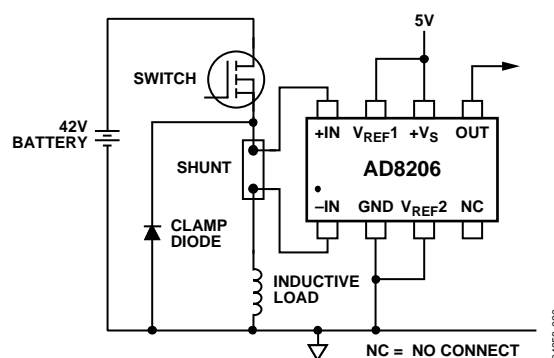 5V
SWITCH
+IN VREF1 +VS OUT
42V
BATTERY
SHUNT
AD8206
–IN GND VREF2 NC
CLAMP
DIODE
INDUCTIVE
LOAD
NC = NO CONNECT